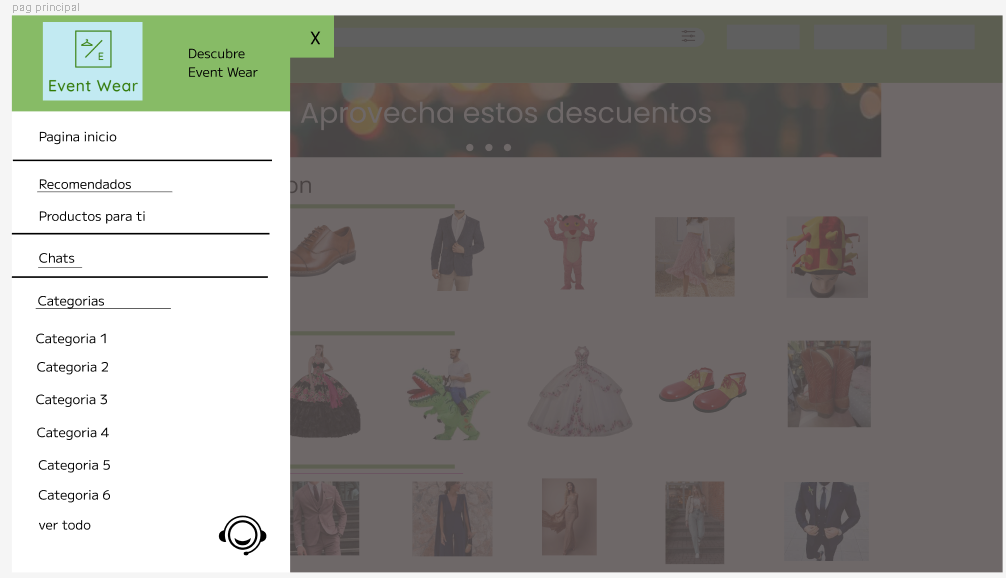 pag principal
E
Event Wear
Descubre
Event Wear
X
Aprovecha estos descuentos
Pagina inicio
Recomendados
Productos para ti
Chats
Categorias
Categoria 1
Categoria 2
Categoria 3
Categoria 4
Categoria 5
Categoria 6
ver todo
on